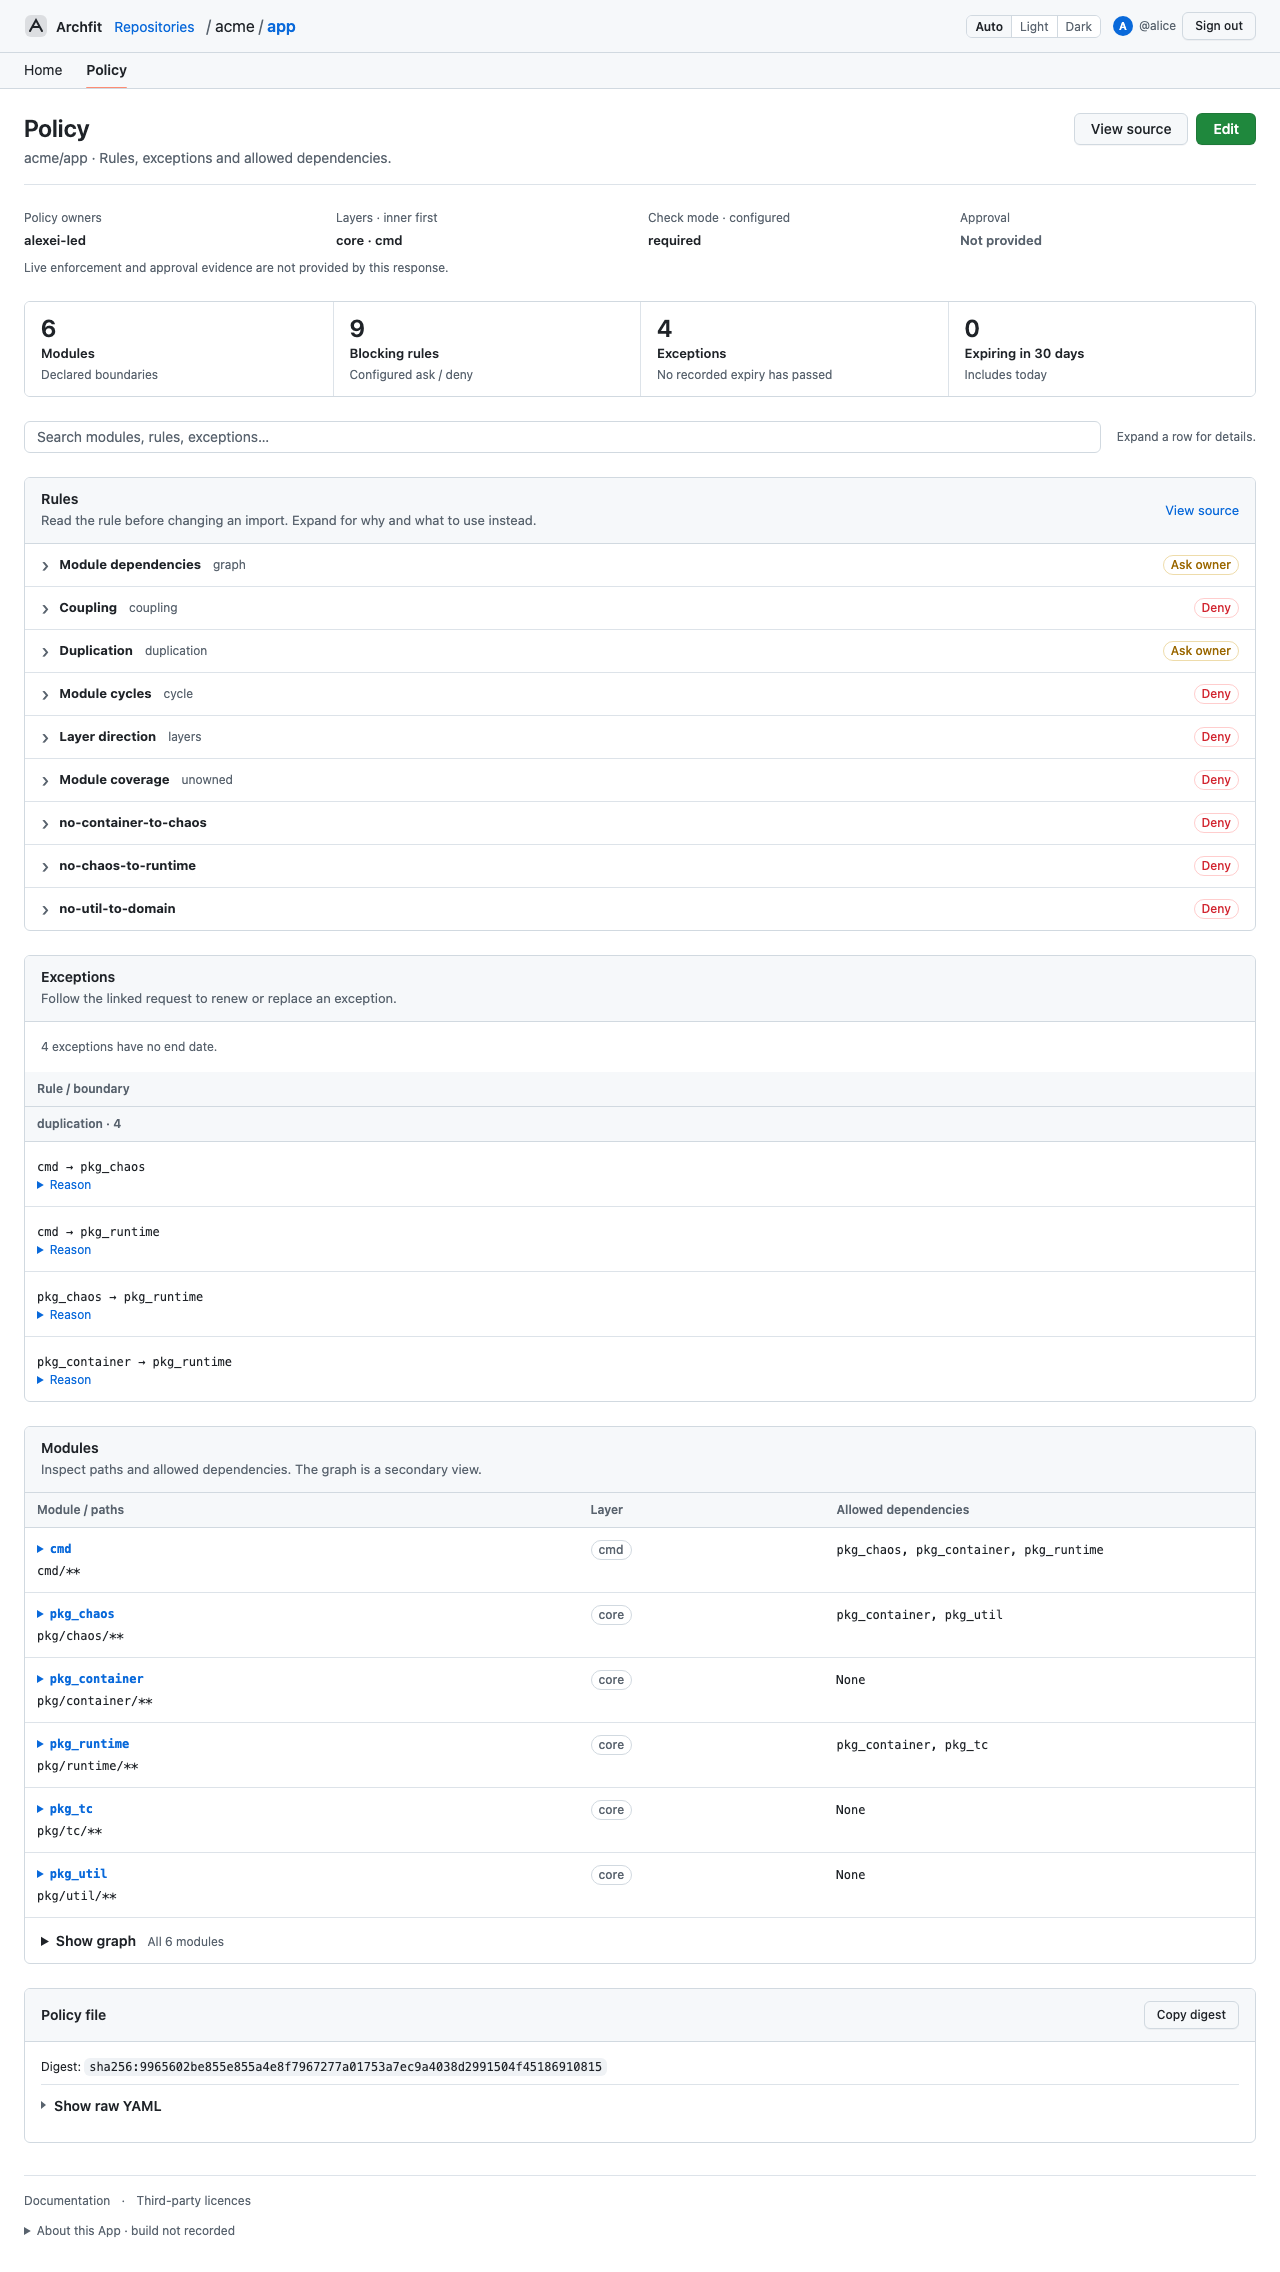 Archfit Repositories / acme / app Auto Light Dark A @alice Sign out
Home Policy
Policy
View source Edit
acme/app · Rules, exceptions and allowed dependencies.
Policy owners Layers · inner first Check mode · configured Approval
alexei-led core · cmd required Not provided
Live enforcement and approval evidence are not provided by this response.
6 9 4 0
Modules Blocking rules Exceptions Expiring in 30 days
Declared boundaries Configured ask / deny No recorded expiry has passed Includes today
Search modules, rules, exceptions... Expand a row for details.
Rules
Read the rule before changing an import. Expand for why and what to use instead.
View source
Module dependencies graph Ask owner
Coupling coupling Deny
Duplication duplication Ask owner
Module cycles cycle Deny
Layer direction layers Deny
Module coverage unowned Deny
no-container-to-chaos Deny
no-chaos-to-runtime Deny
no-util-to-domain Deny
Exceptions
Follow the linked request to renew or replace an exception.
4 exceptions have no end date.
Rule / boundary
duplication · 4
cmd → pkg_chaos
Reason
cmd → pkg_runtime
Reason
pkg_chaos → pkg_runtime
Reason
pkg_container → pkg_runtime
Reason
Modules
Inspect paths and allowed dependencies. The graph is a secondary view.
Module / paths Layer Allowed dependencies
cmd cmd pkg_chaos, pkg_container, pkg_runtime
cmd/**
pkg_chaos core pkg_container, pkg_util
pkg/chaos/**
pkg_container core None
pkg/container/**
pkg_runtime core pkg_container, pkg_tc
pkg/runtime/**
pkg_tc core None
pkg/tc/**
pkg_util core None
pkg/util/**
Show graph All 6 modules
Policy file Copy digest
Digest: sha256:9965602be855e855a4e8f7967277a01753a7ec9a4038d2991504f45186910815
Show raw YAML
Documentation · Third-party licences
About this App · build not recorded